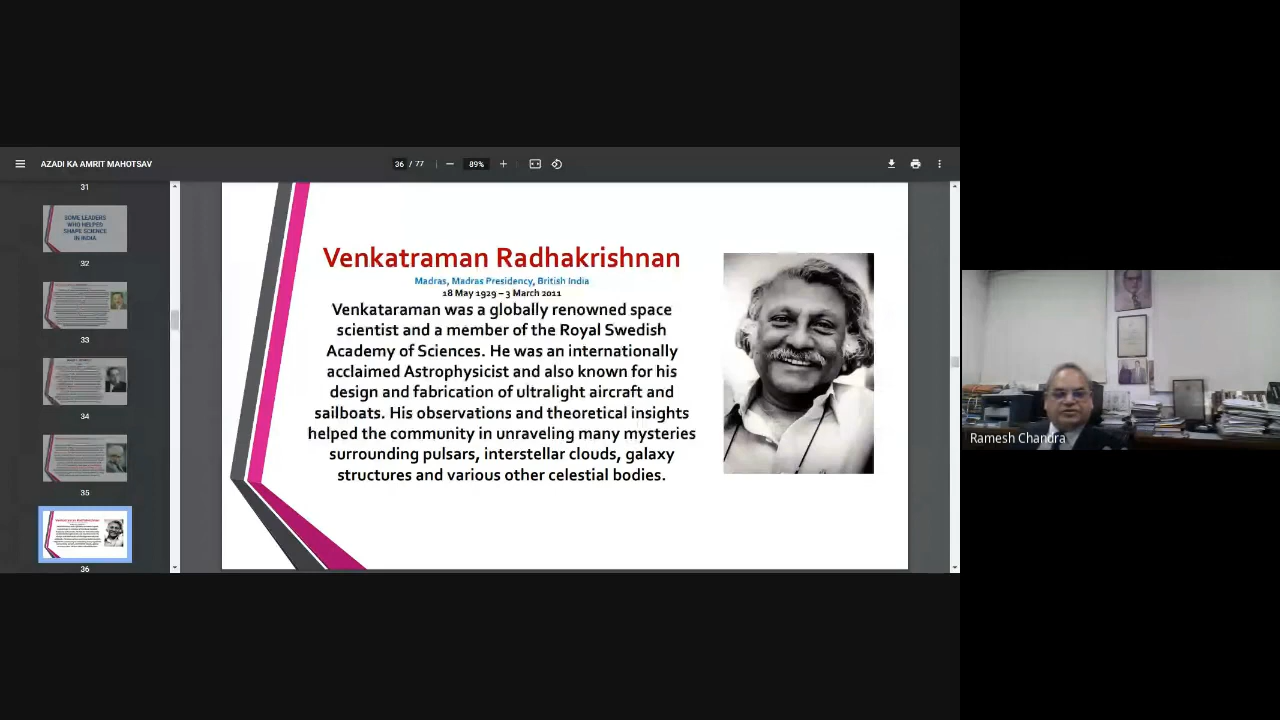 AZADI KA AMRIT MAHOTSAV
36 / 77
89%
31
SOME LEADERS
WHO HELPED
SHAPE SCIENCE
IN INDIA
32
33
34
35
36
Venkatraman Radhakrishnan
Madras, Madras Presidency, British India
18 May 1929 – 3 March 2011
Venkataraman was a globally renowned space
scientist and a member of the Royal Swedish
Academy of Sciences. He was an internationally
acclaimed Astrophysicist and also known for his
design and fabrication of ultralight aircraft and
sailboats. His observations and theoretical insights
helped the community in unraveling many mysteries
surrounding pulsars, interstellar clouds, galaxy
structures and various other celestial bodies.
Ramesh Chandra